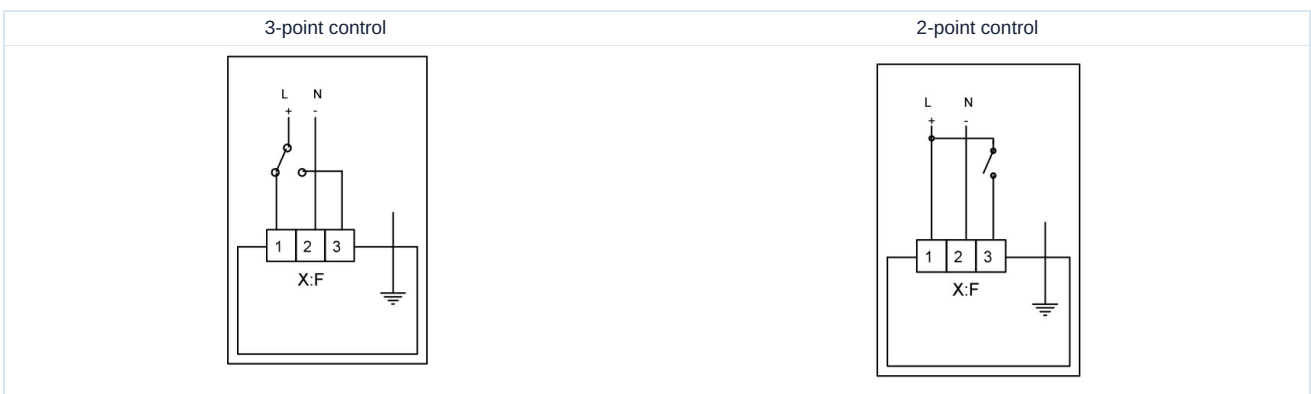 3-point control
2-point control
L N
+ -
1 2 3
X:F
L N
+ -
1 2 3
X:F